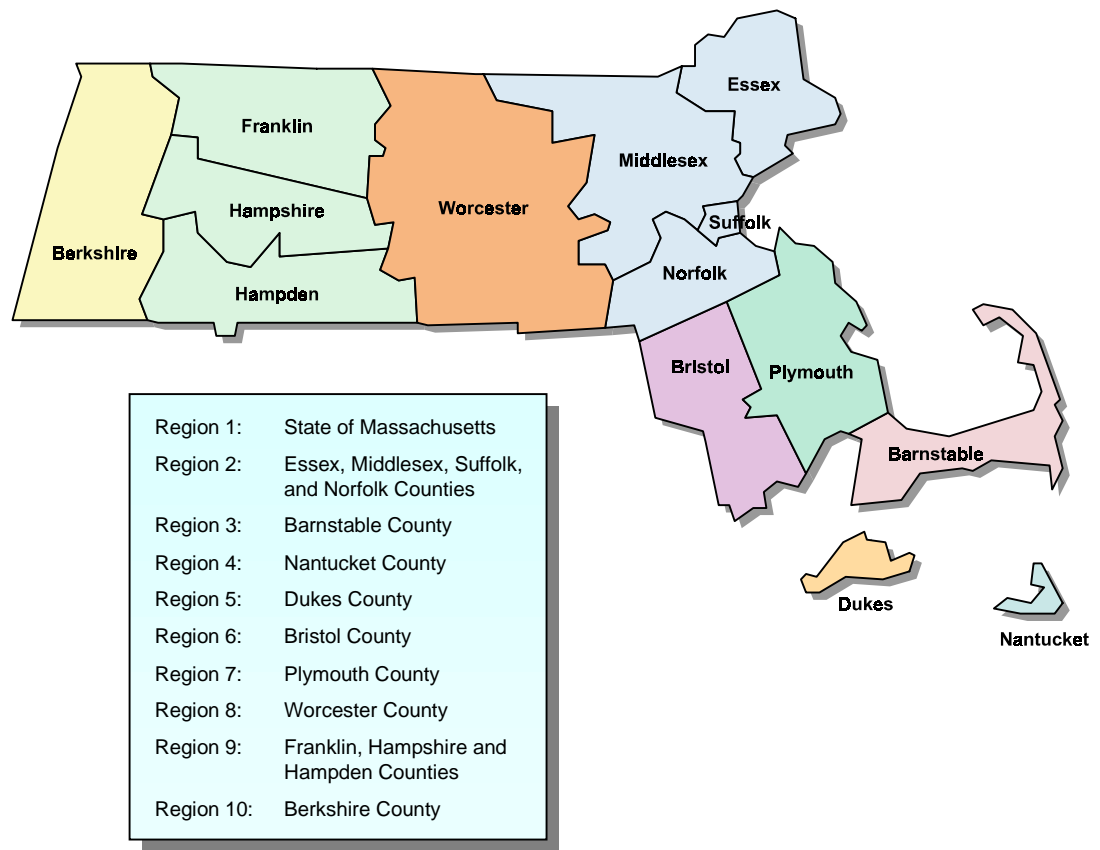 Essex
Franklin
Middlesex
Hampshire
Worcester
Suffolk
Berkshire
Norfolk
Hampden
Bristol
Plymouth
Barnstable
Dukes
Nantucket
Region 1: State of Massachusetts
Region 2: Essex, Middlesex, Suffolk,
and Norfolk Counties
Region 3: Barnstable County
Region 4: Nantucket County
Region 5: Dukes County
Region 6: Bristol County
Region 7: Plymouth County
Region 8: Worcester County
Region 9: Franklin, Hampshire and
Hampden Counties
Region 10: Berkshire County